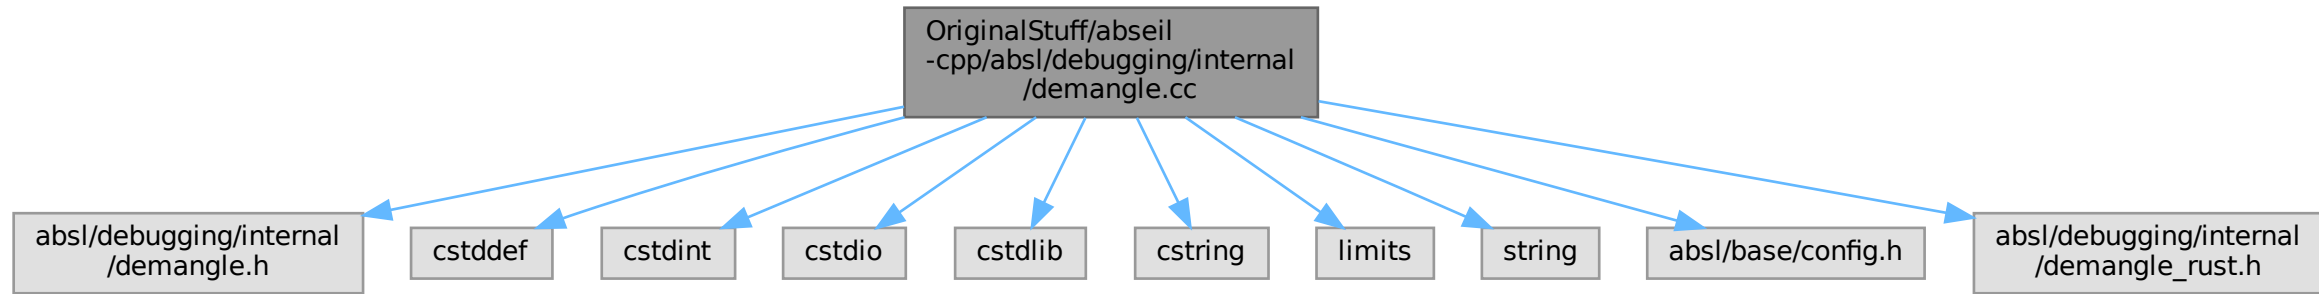 OriginalStuff/abseil
-cpp/absl/debugging/internal
/demangle.cc
absl/debugging/internal
/demangle.h
cstddef
cstdint
cstdio
cstdlib
cstring
limits
string
absl/base/config.h
absl/debugging/internal
/demangle_rust.h